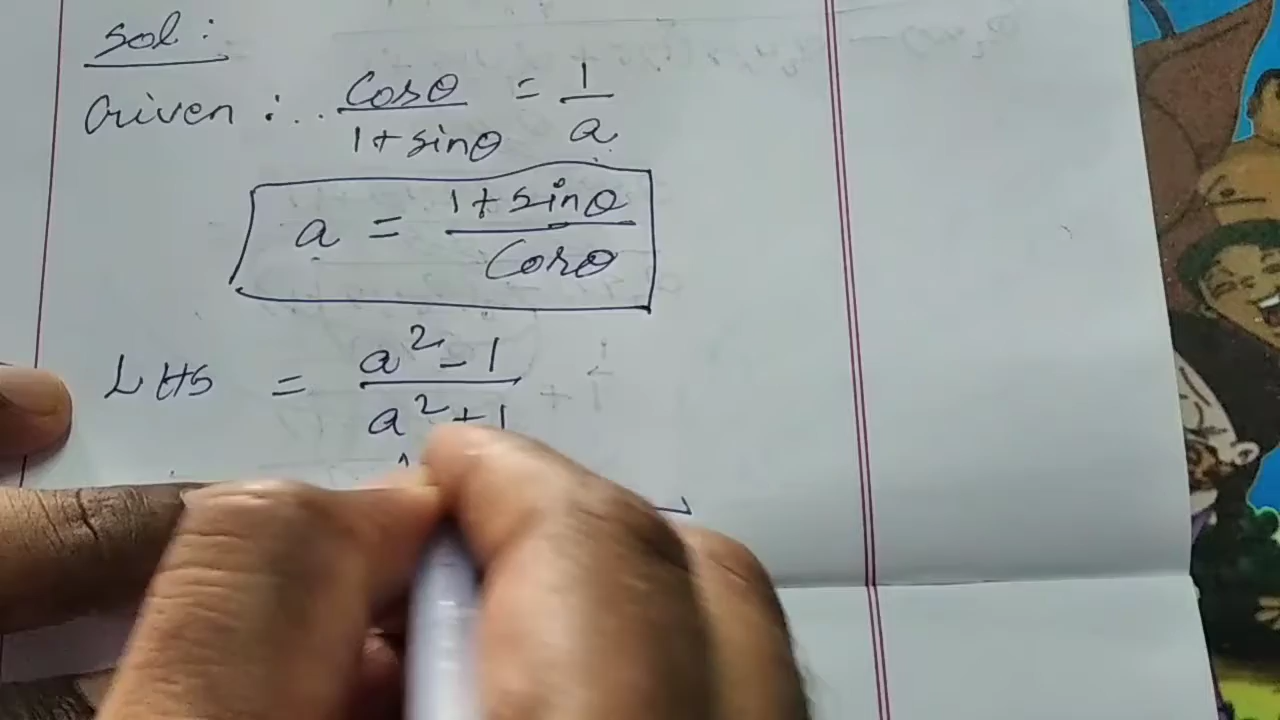 Sol:
Given: cosθ/1+sinθ = 1/a
a = 1+sinθ/cosθ
LHS = a²-1/a²+1